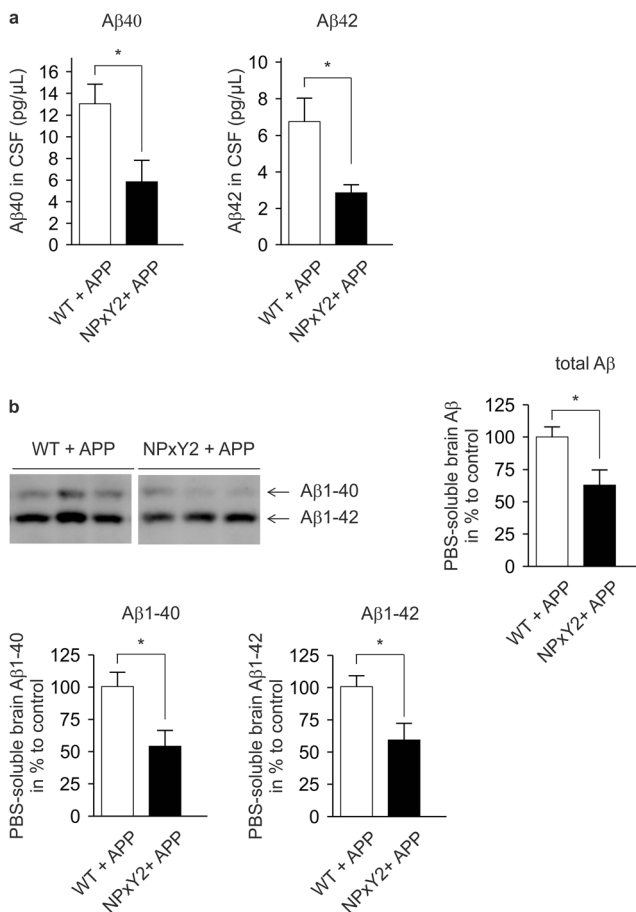 a
Aβ40
Aβ42
*
*
Aβ40 in CSF (pg/µL)
16
14
13
10
8
6
4
2
0
Aβ42 in CSF (pg/µL)
10
8
6
4
2
0
WT + APP
NPxY2+ APP
WT + APP
NPxY2+ APP
b
total Aβ
WT + APP
NPxY2 + APP
Aβ1-40
Aβ1-42
*
PBS-soluble brain Aβ
in % to control
125
100
75
50
25
0
WT + APP
NPxY2+ APP
Aβ1-40
Aβ1-42
*
*
PBS-soluble brain Aβ1-40
in % to control
125
100
75
50
25
0
PBS-soluble brain Aβ1-42
in % to control
125
100
75
50
25
0
WT + APP
NPxY2+ APP
WT + APP
NPxY2+ APP